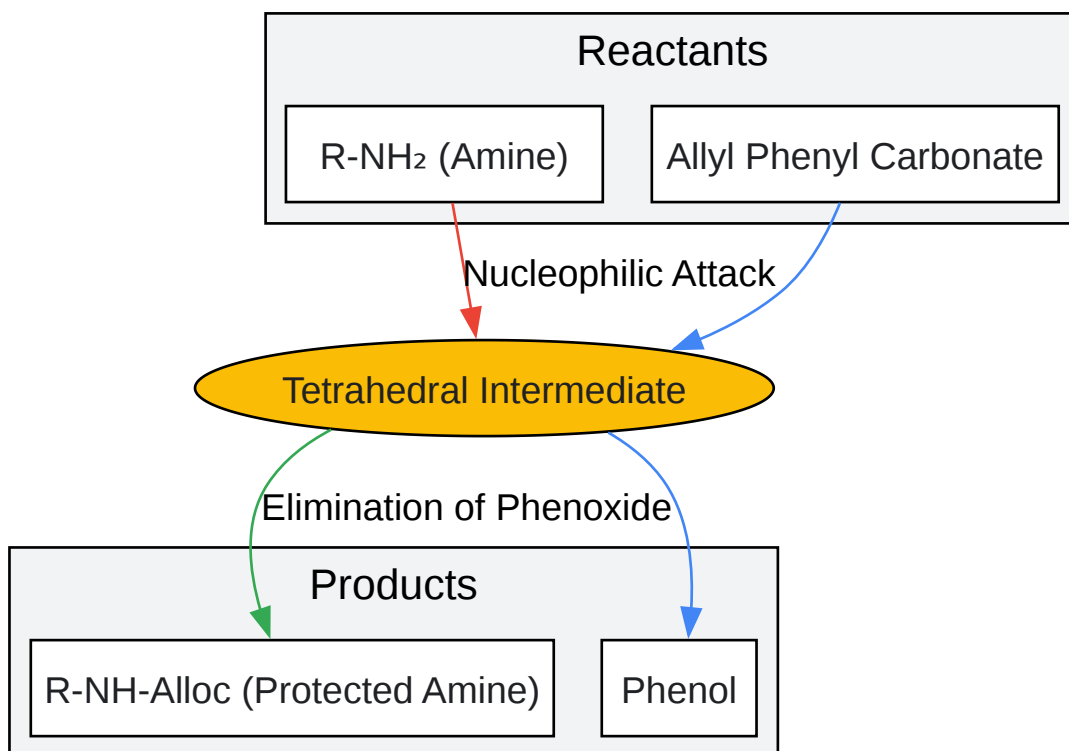 Reactants
R-NH₂ (Amine)
Allyl Phenyl Carbonate
Nucleophilic Attack
Tetrahedral Intermediate
Elimination of Phenoxide
Products
R-NH-Alloc (Protected Amine)
Phenol